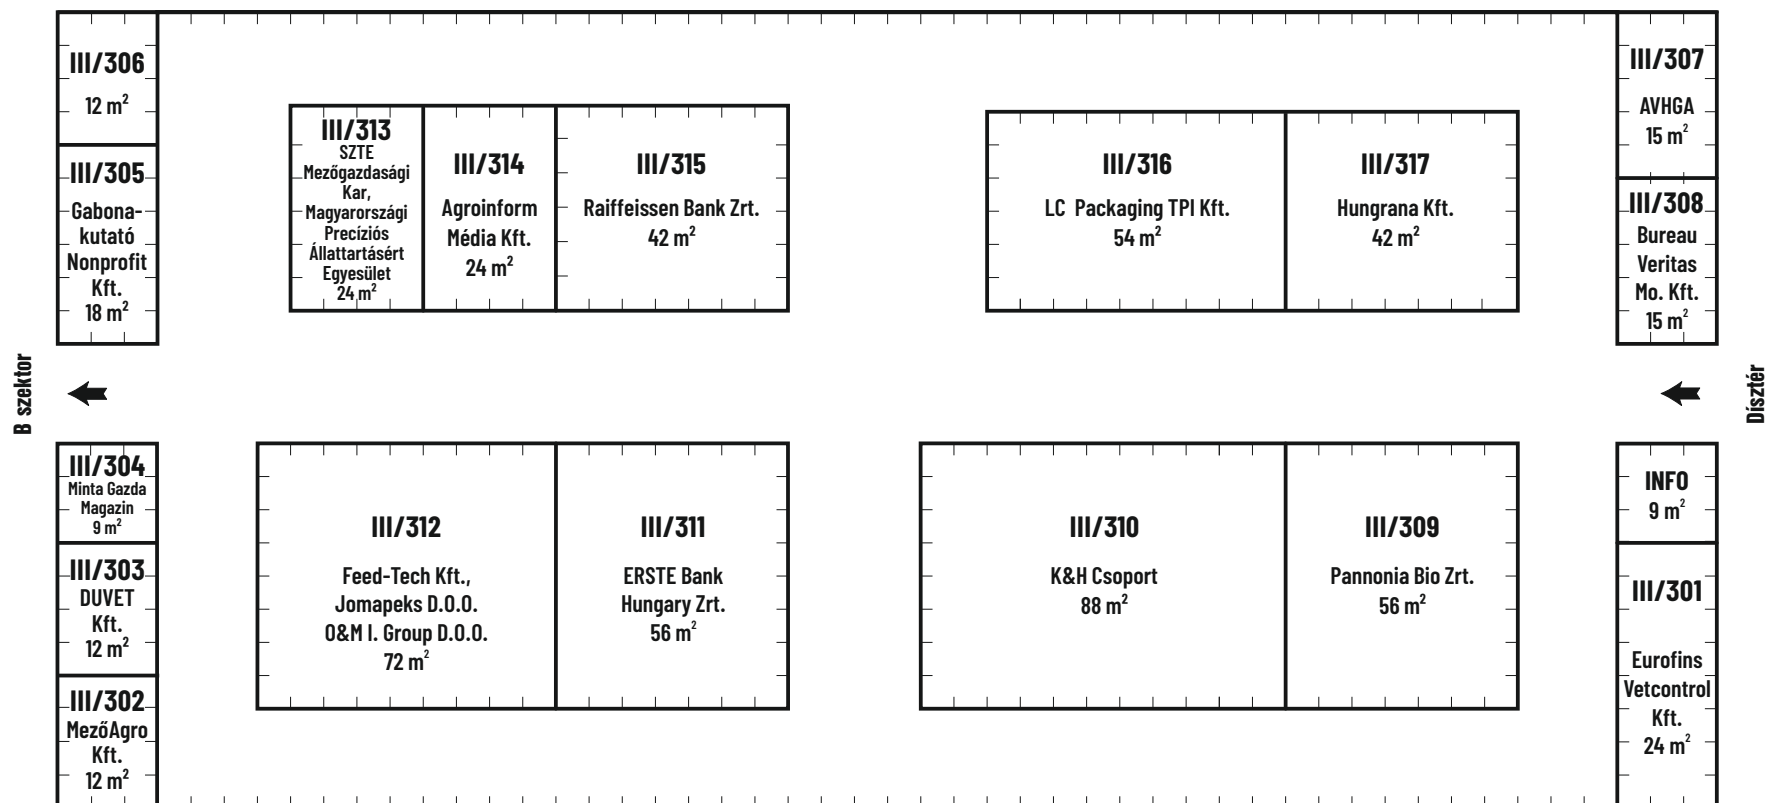 III/306
12 m²
III/305
Gabona-
kutató
Nonprofit
Kft.
18 m²
III/313
SZTE
Mezőgazdasági
Kar,
Magyarországi
Precíziós
Állattartásért
Egyesület
24 m²
III/314
Agroinform
Média Kft.
24 m²
III/315
Raiffeissen Bank Zrt.
42 m²
III/316
LC Packaging TPI Kft.
54 m²
III/317
Hungrana Kft.
42 m²
III/307
AVHGA
15 m²
III/308
Bureau
Veritas
Mo. Kft.
15 m²
B szektor
Dísztér
III/304
Minta Gazda
Magazin
9 m²
III/303
DUVET
Kft.
12 m²
III/302
MezőAgro
Kft.
12 m²
III/312
Feed-Tech Kft.,
Jomapeks D.O.O.
O&M I. Group D.O.O.
72 m²
III/311
ERSTE Bank
Hungary Zrt.
56 m²
III/310
K&H Csoport
88 m²
III/309
Pannonia Bio Zrt.
56 m²
INFO
9 m²
III/301
Eurofins
Vetcontrol
Kft.
24 m²